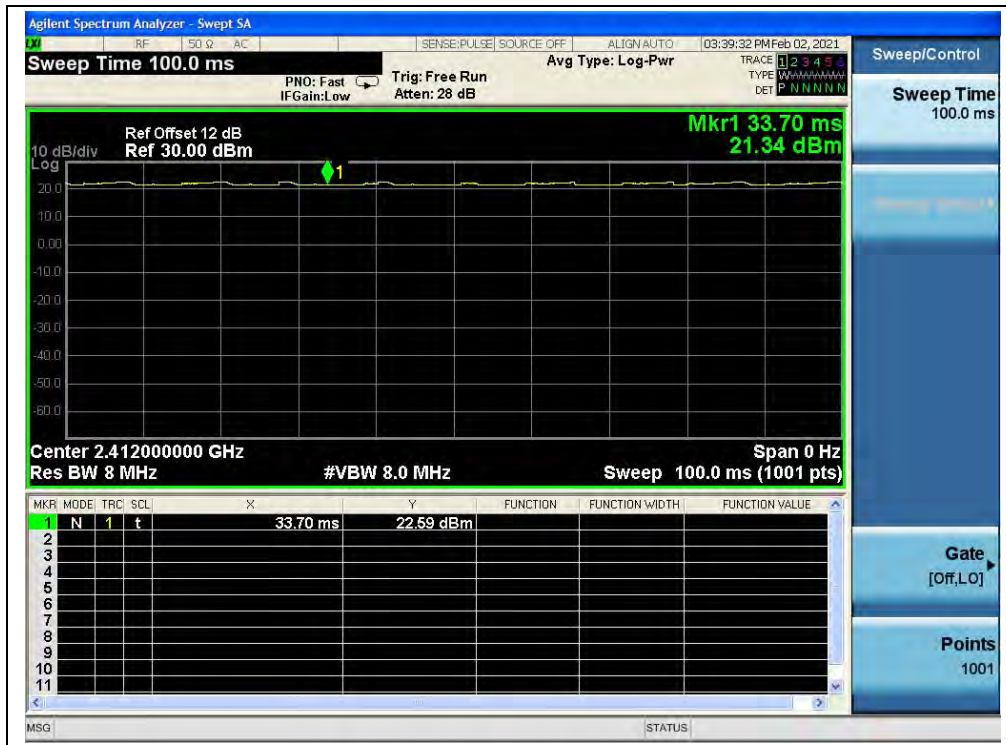 Agilent Spectrum Analyzer - Swept SA
LXI RF 50 Ω AC SENSE:PULSE SOURCE OFF ALIGN AUTO 03:39:32 PM Feb 02, 2021
Sweep Time 100.0 ms
PNO: Fast
IFGain:Low
Trig: Free Run
Atten: 28 dB
Avg Type: Log-Pwr
TRACE 1 2 3 4 5 6
TYPE
DET P N N N N N
Mkr1 33.70 ms
21.34 dBm
Ref Offset 12 dB
10 dB/div Ref 30.00 dBm
Log
1
20.0
10.0
0.00
-10.0
-20.0
-30.0
-40.0
-50.0
-60.0
Center 2.412000000 GHz Span 0 Hz
Res BW 8 MHz #VBW 8.0 MHz Sweep 100.0 ms (1001 pts)
MKR MODE TRC SCL X Y FUNCTION FUNCTION WIDTH FUNCTION VALUE
1 N 1 t 33.70 ms 22.59 dBm
2
3
4
5
6
7
8
9
10
11
MSG STATUS
Sweep/Control
Sweep Time
100.0 ms
Gate
[Off,LO]
Points
1001